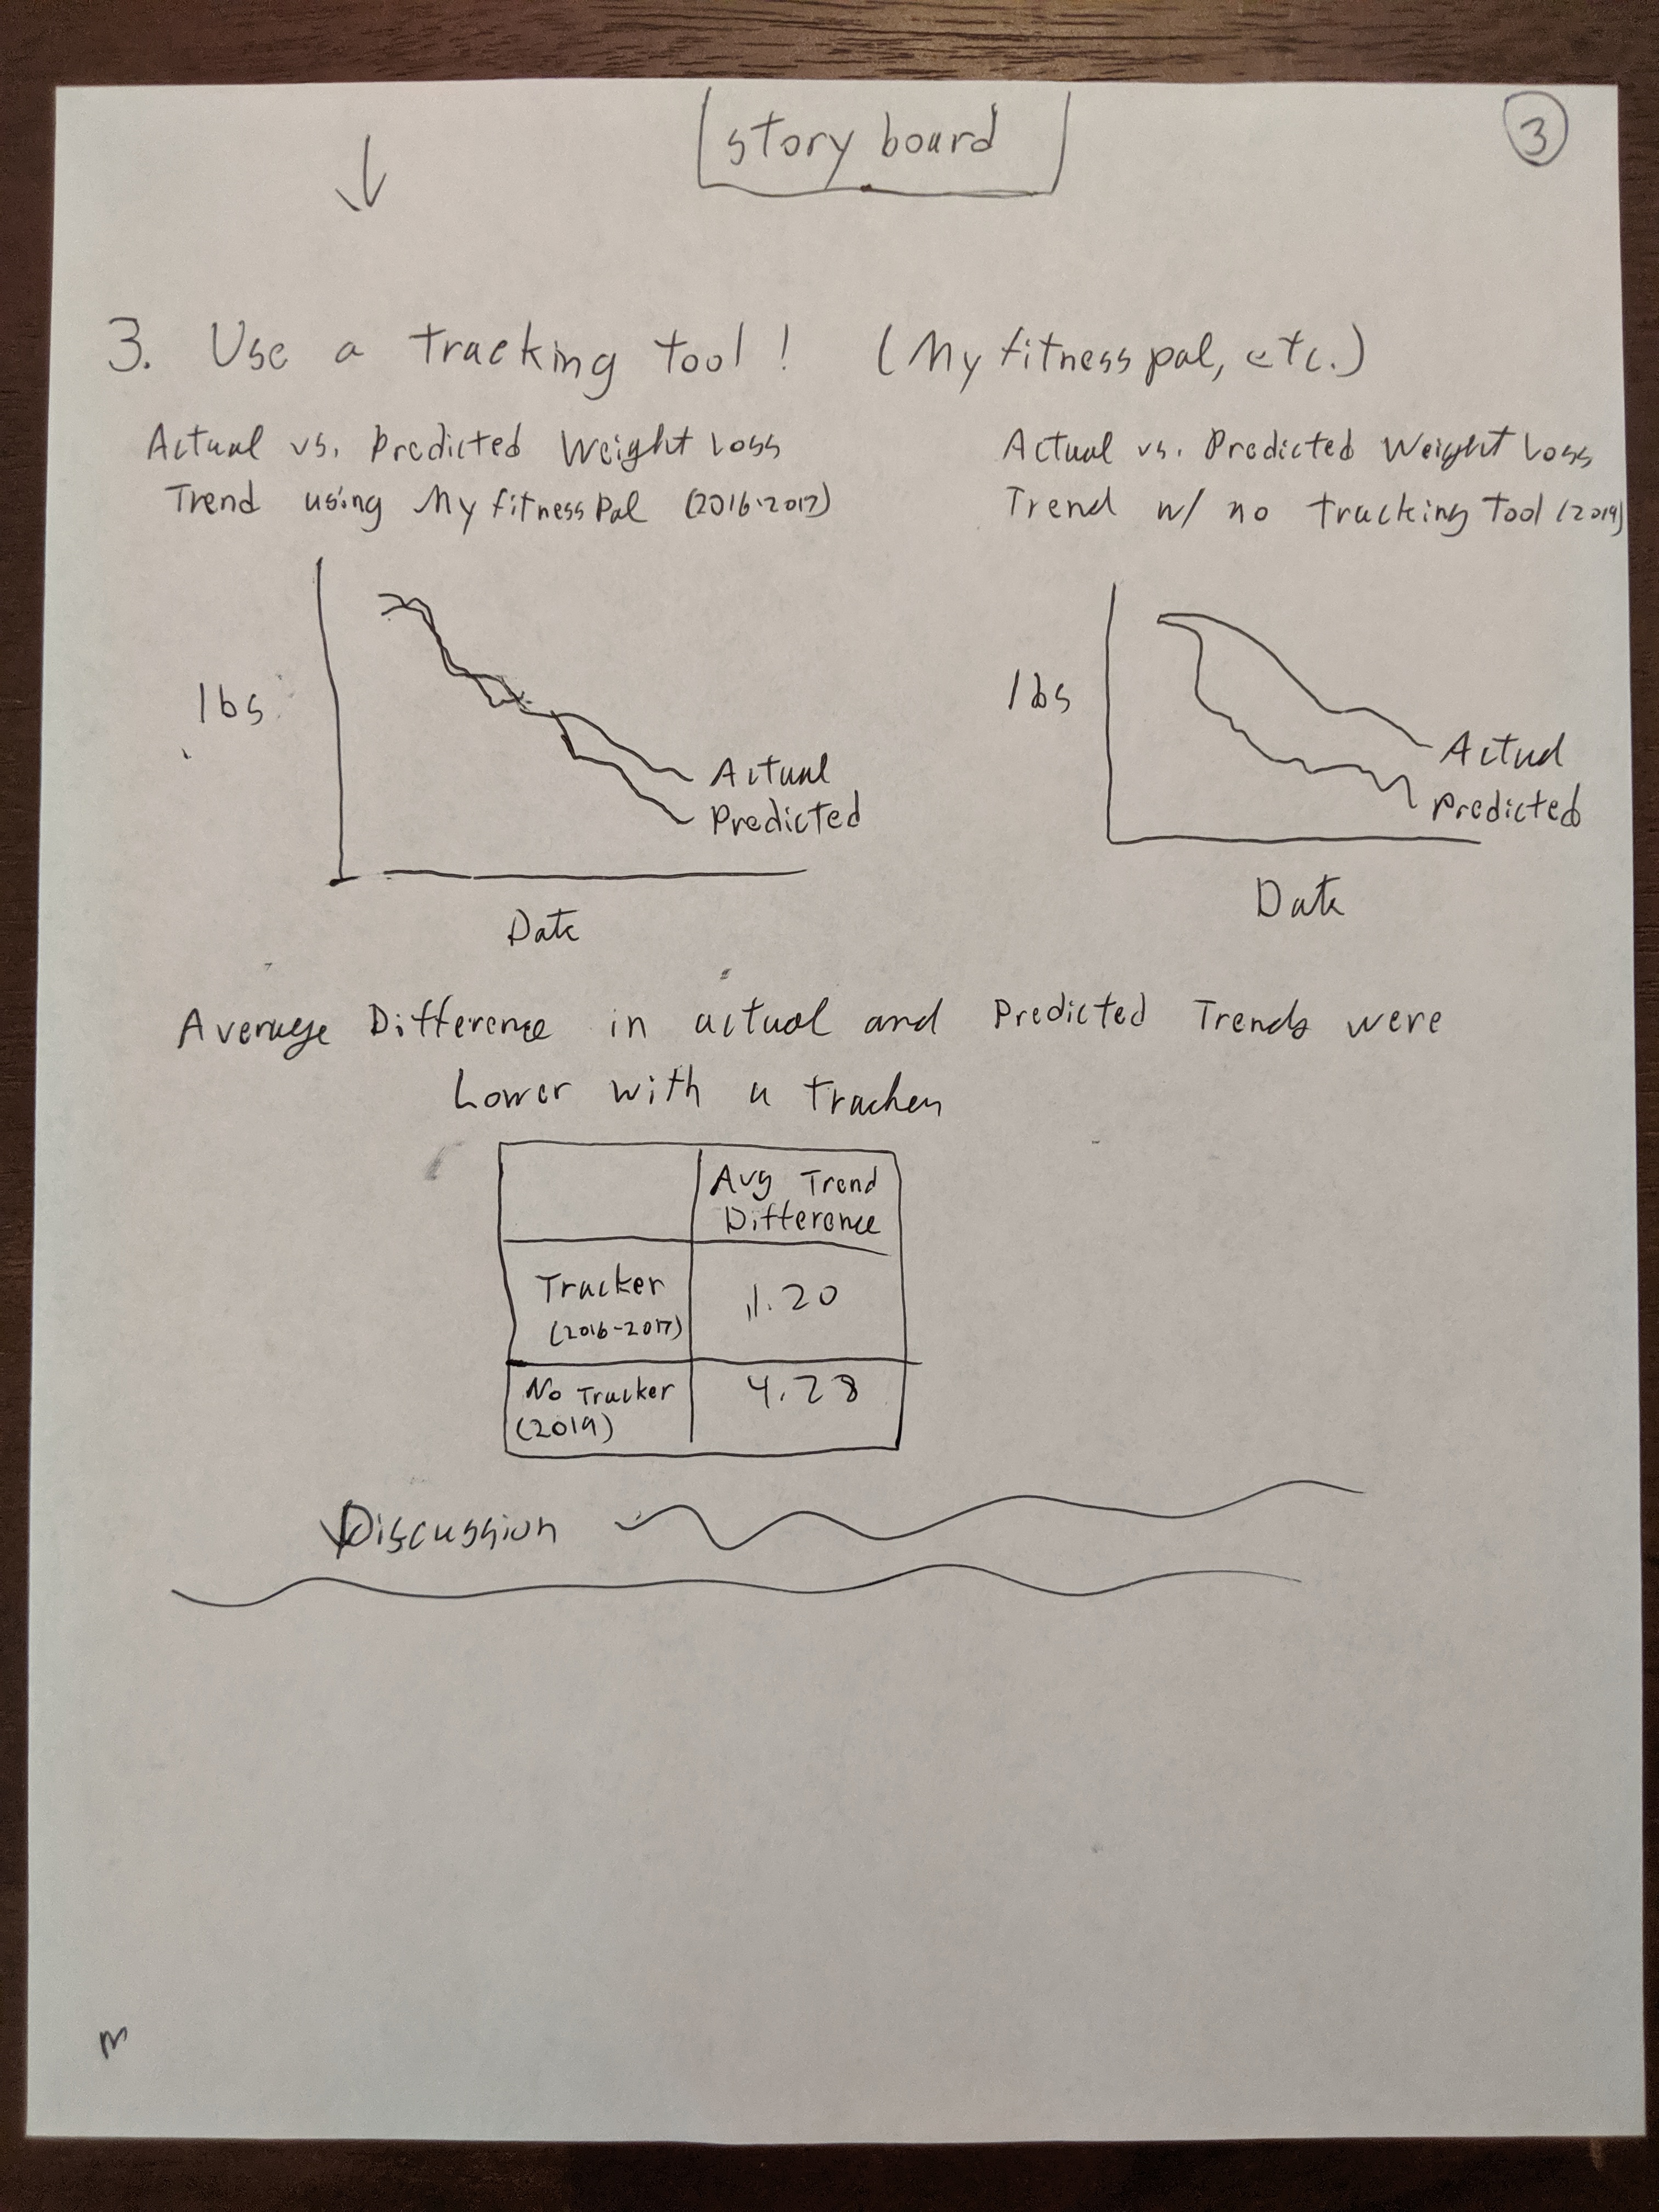 story board
3
3. Use a tracking tool! (My fitness pal, etc.)
Actual vs. Predicted Weight Loss
Trend using My fitness Pal (2016-2017)
Actual vs. Predicted Weight Loss
Trend w/ no tracking Tool (2019)
lbs
Actual
Predicted
Date
lbs
Actual
Predicted
Date
Average Difference in actual and Predicted Trends were
Lower with a tracker
Avg Trend
Difference
Tracker
(2016-2017)
1.20
No Tracker
(2019)
4.28
Discussion